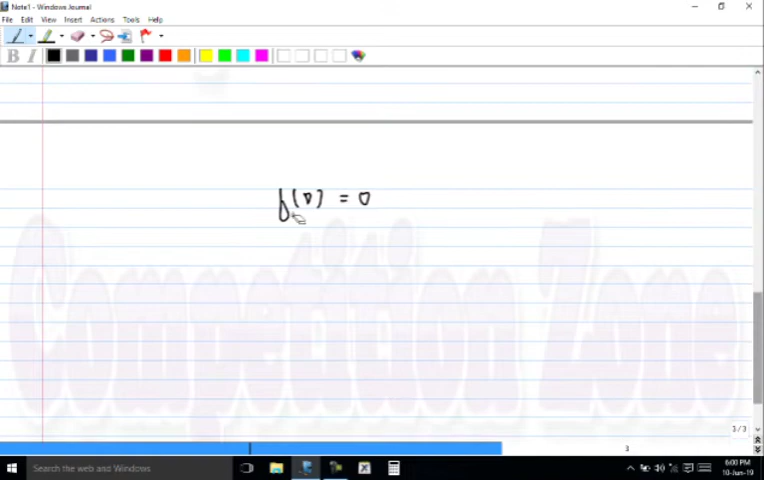 Note1 - Windows Journal
File Edit View Insert Actions Tools Help
B I
f(0) = 0
Competition Zone
3/3
3
Search the web and Windows
6:00 PM
10-Jun-19